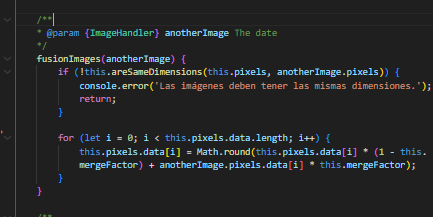 /**
* @param {ImageHandler} anotherImage The date
*/
fusionImages(anotherImage) {
if (!this.areSameDimensions(this.pixels, anotherImage.pixels)) {
console.error('Las imágenes deben tener las mismas dimensiones.');
return;
}
for (let i = 0; i < this.pixels.data.length; i++) {
this.pixels.data[i] = Math.round(this.pixels.data[i] * (1 - this.
mergeFactor) + anotherImage.pixels.data[i] * this.mergeFactor);
}
}
/**